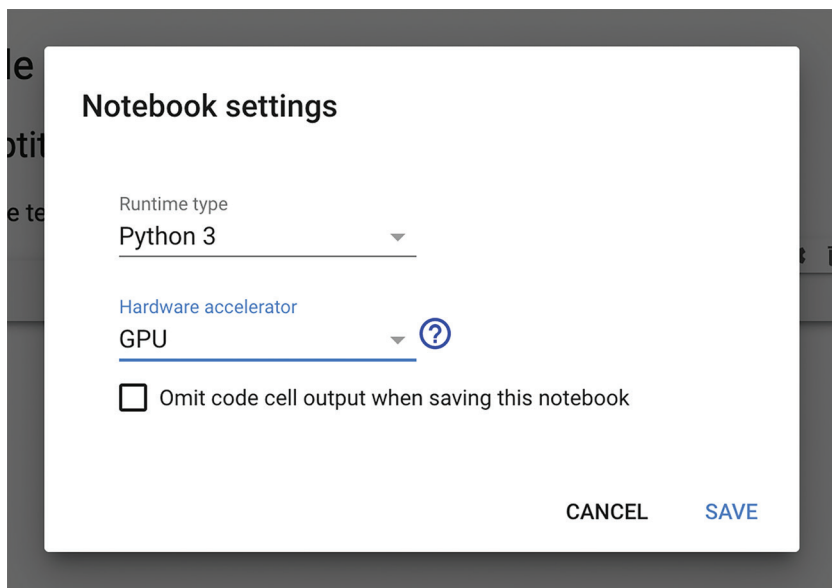 Notebook settings
Runtime type
Python 3
Hardware accelerator
GPU
?
Omit code cell output when saving this notebook
CANCEL
SAVE